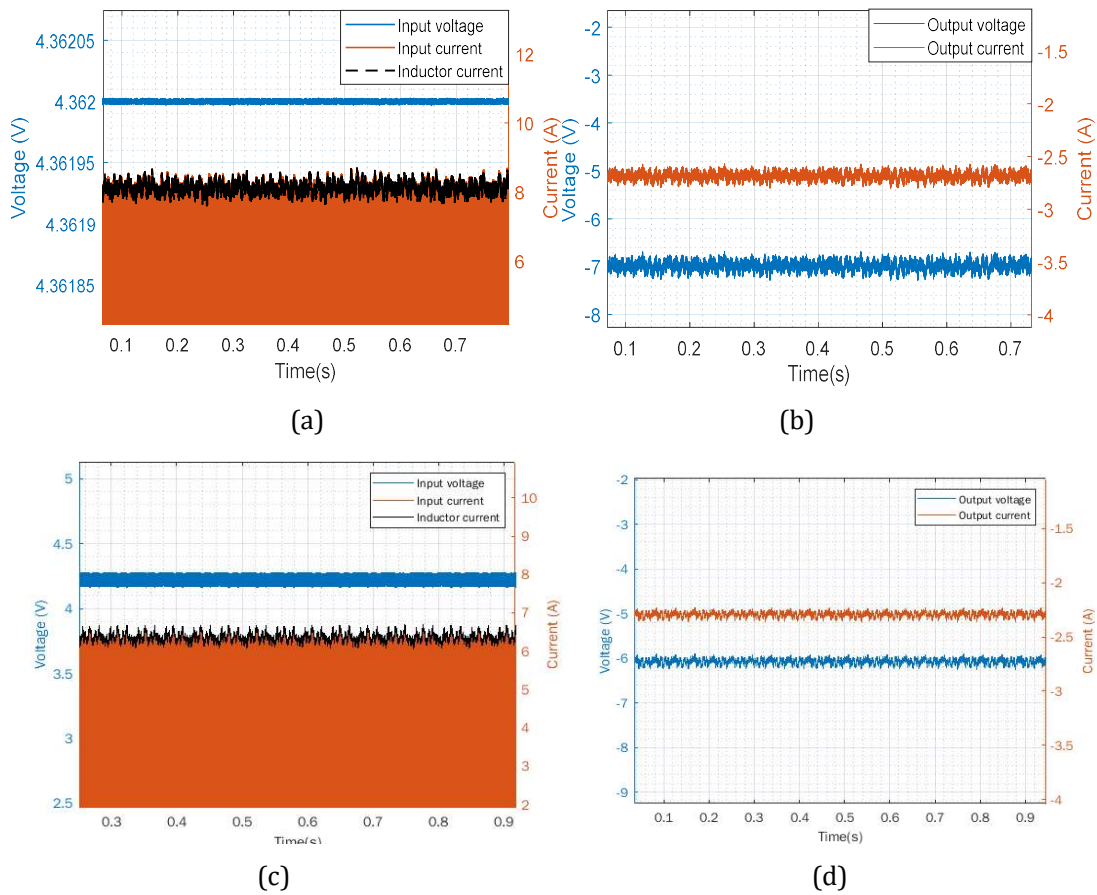 Input voltage
Input current
Inductor current
4.36205
4.362
4.36195
4.3619
4.36185
Voltage (V)
12
10
8
6
Current (A)
0.1 0.2 0.3 0.4 0.5 0.6 0.7
Time(s)
(a)
Output voltage
Output current
-2
-3
-4
-5
-6
-7
-8
Voltage (V)
-1.5
-2
-2.5
-3
-3.5
-4
Current (A)
0.1 0.2 0.3 0.4 0.5 0.6 0.7
Time(s)
(b)
Input voltage
Input current
Inductor current
5
4.5
4
3.5
3
2.5
Voltage (V)
10
9
8
7
6
5
4
3
2
Current (A)
0.3 0.4 0.5 0.6 0.7 0.8 0.9
Time(s)
(c)
Output voltage
Output current
-2
-3
-4
-5
-6
-7
-8
-9
Voltage (V)
-1.5
-2
-2.5
-3
-3.5
-4
Current (A)
0.1 0.2 0.3 0.4 0.5 0.6 0.7 0.8 0.9
Time(s)
(d)